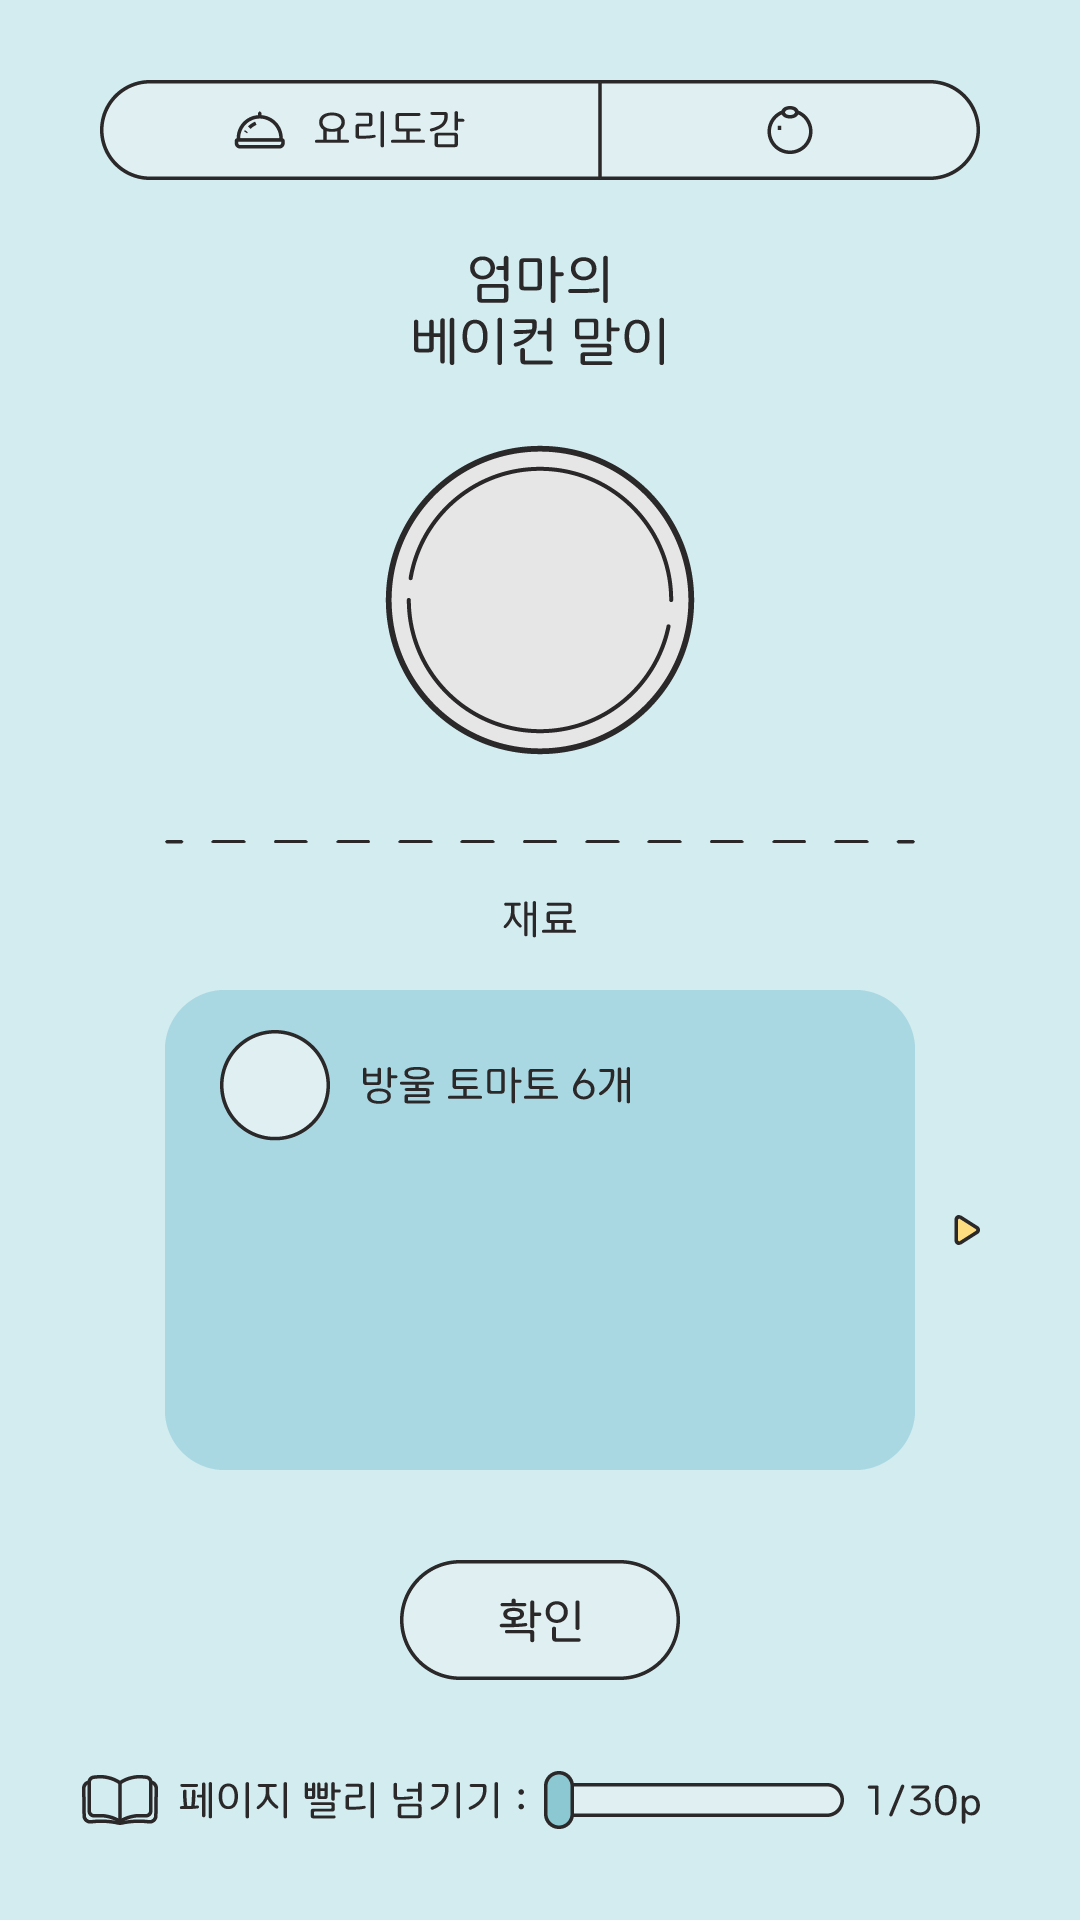 요리도감
엄마의
베이컨 말이
재료
방울 토마토 6개
확인
페이지 빨리 넘기기 : 1/30p